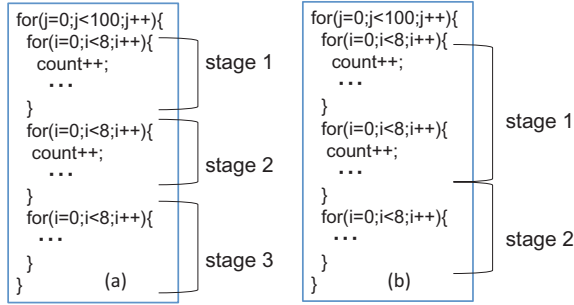 for(j=0;j<100;j++){
for(i=0;i<8;i++){
count++;
...
}
for(i=0;i<8;i++){
count++;
...
}
for(i=0;i<8;i++){
...
}
}
(a)
stage 1
stage 2
stage 3
for(j=0;j<100;j++){
for(i=0;i<8;i++){
count++;
...
}
for(i=0;i<8;i++){
count++;
...
}
for(i=0;i<8;i++){
...
}
}
(b)
stage 1
stage 2